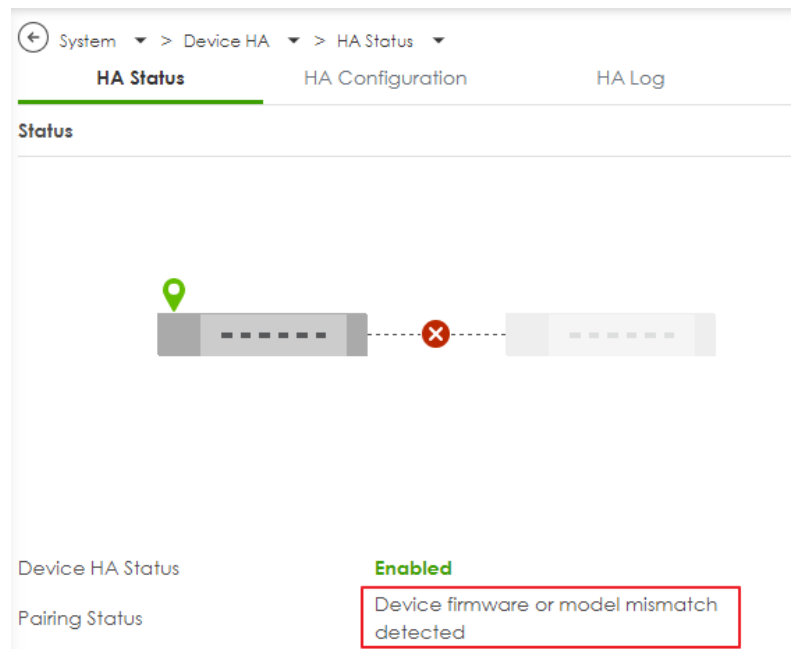 System > Device HA > HA Status
HA Status HA Configuration HA Log
Status
Device HA Status Enabled
Pairing Status Device firmware or model mismatch
detected